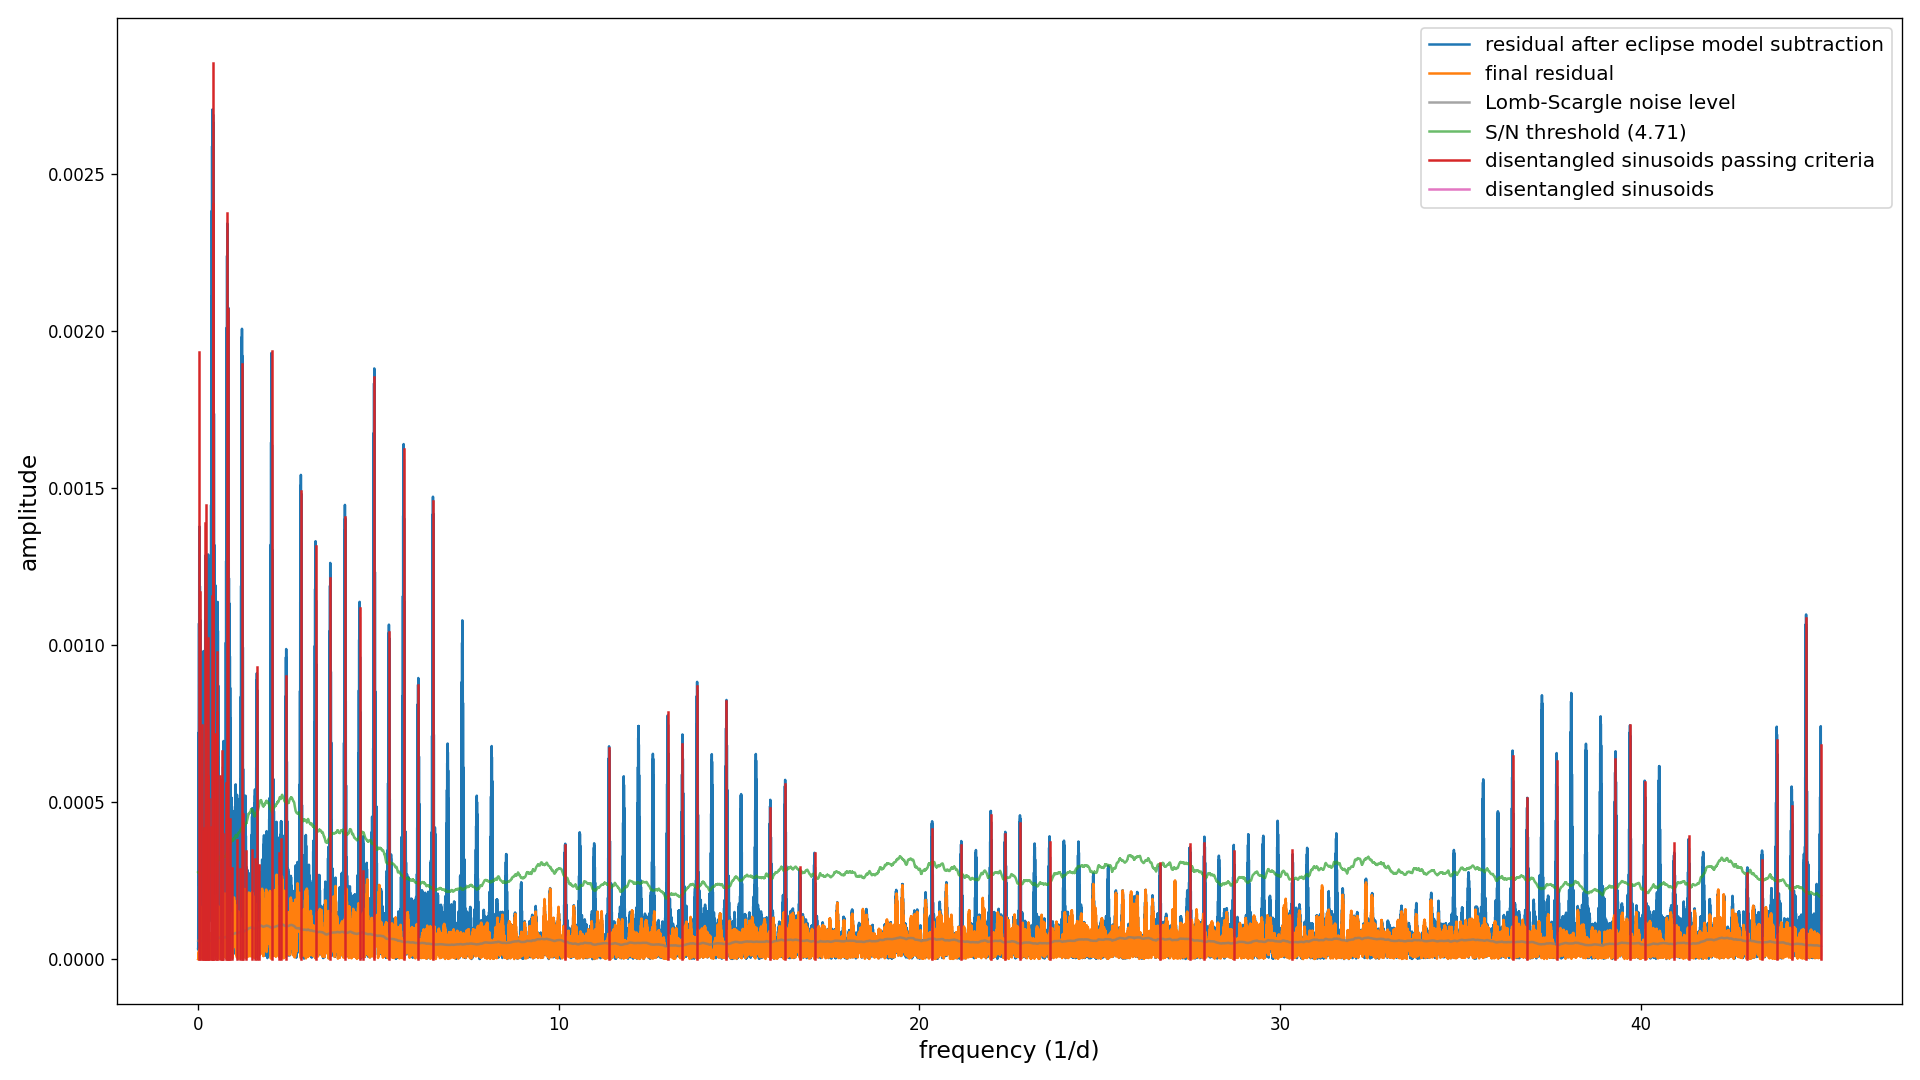 residual after eclipse model subtraction
final residual
Lomb-Scargle noise level
S/N threshold (4.71)
disentangled sinusoids passing criteria
disentangled sinusoids
0.0025
0.0020
0.0015
0.0010
0.0005
0.0000
amplitude
0 10 20 30 40
frequency (1/d)